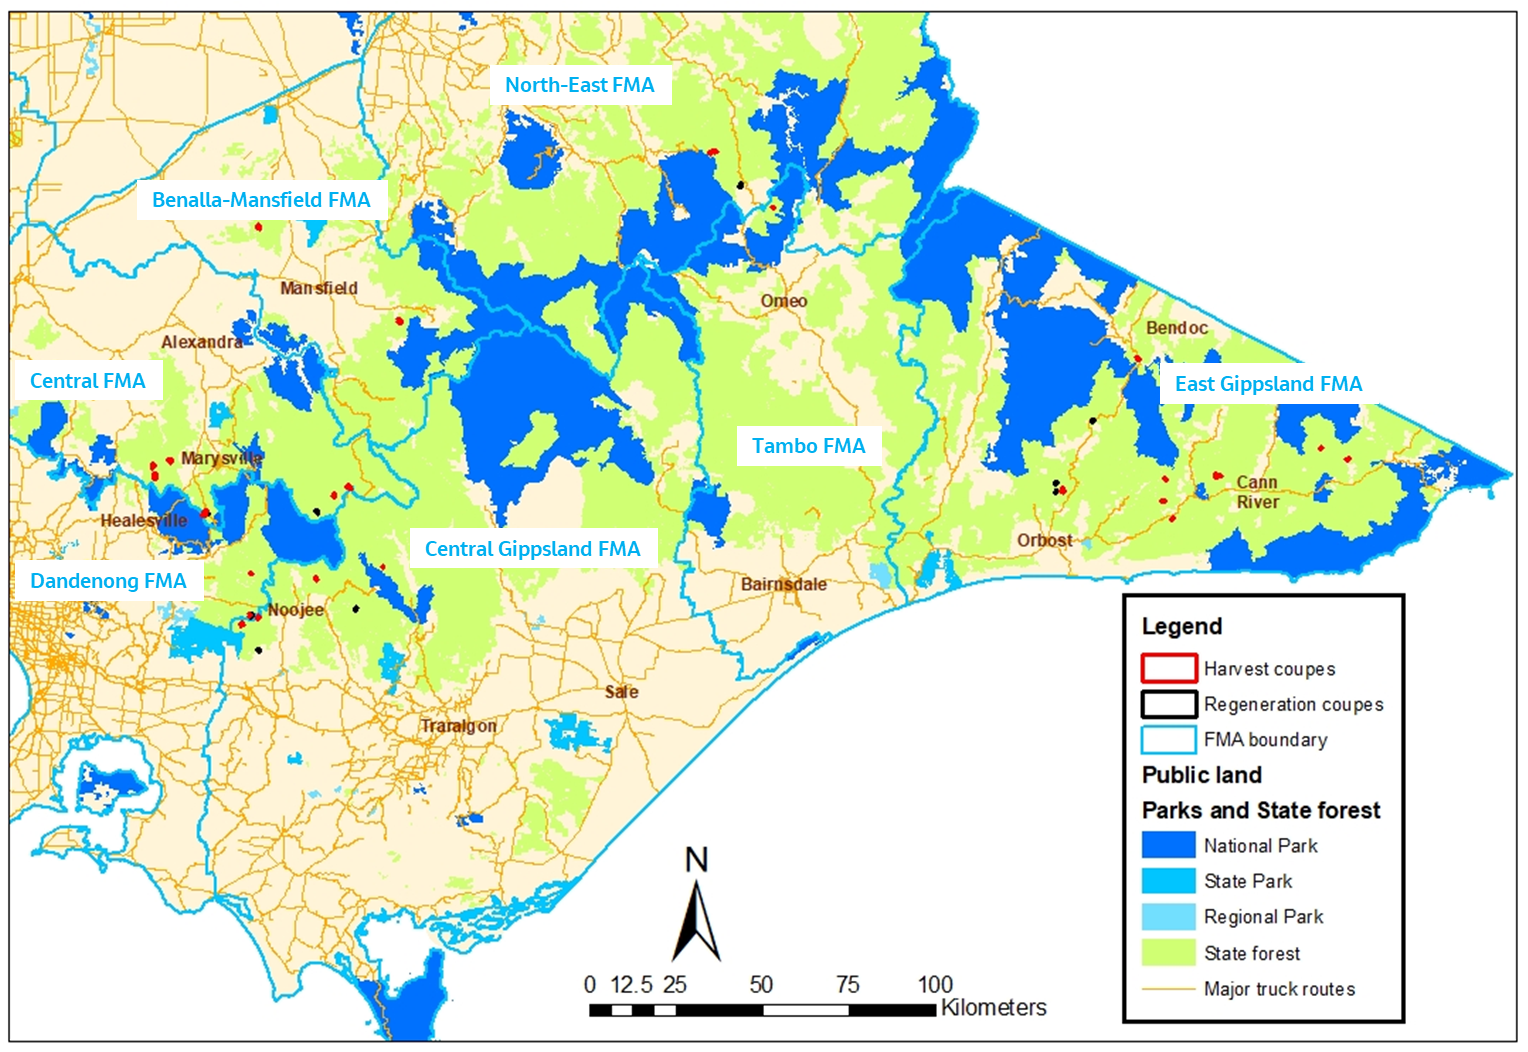 North-East FMA
Benalla-Mansfield FMA
Mansfield
Omeo
Bendoc
Alexandra
Central FMA
East Gippsland FMA
Tambo FMA
Marysville
Cann
River
Healesville
Orbost
Central Gippsland FMA
Dandenong FMA
Bairnsdale
Noojee
Sale
Traralgon
Legend
Harvest coupes
Regeneration coupes
FMA boundary
Public land
Parks and State forest
National Park
State Park
Regional Park
State forest
Major truck routes
N
0 12.5 25 50 75 100
Kilometers